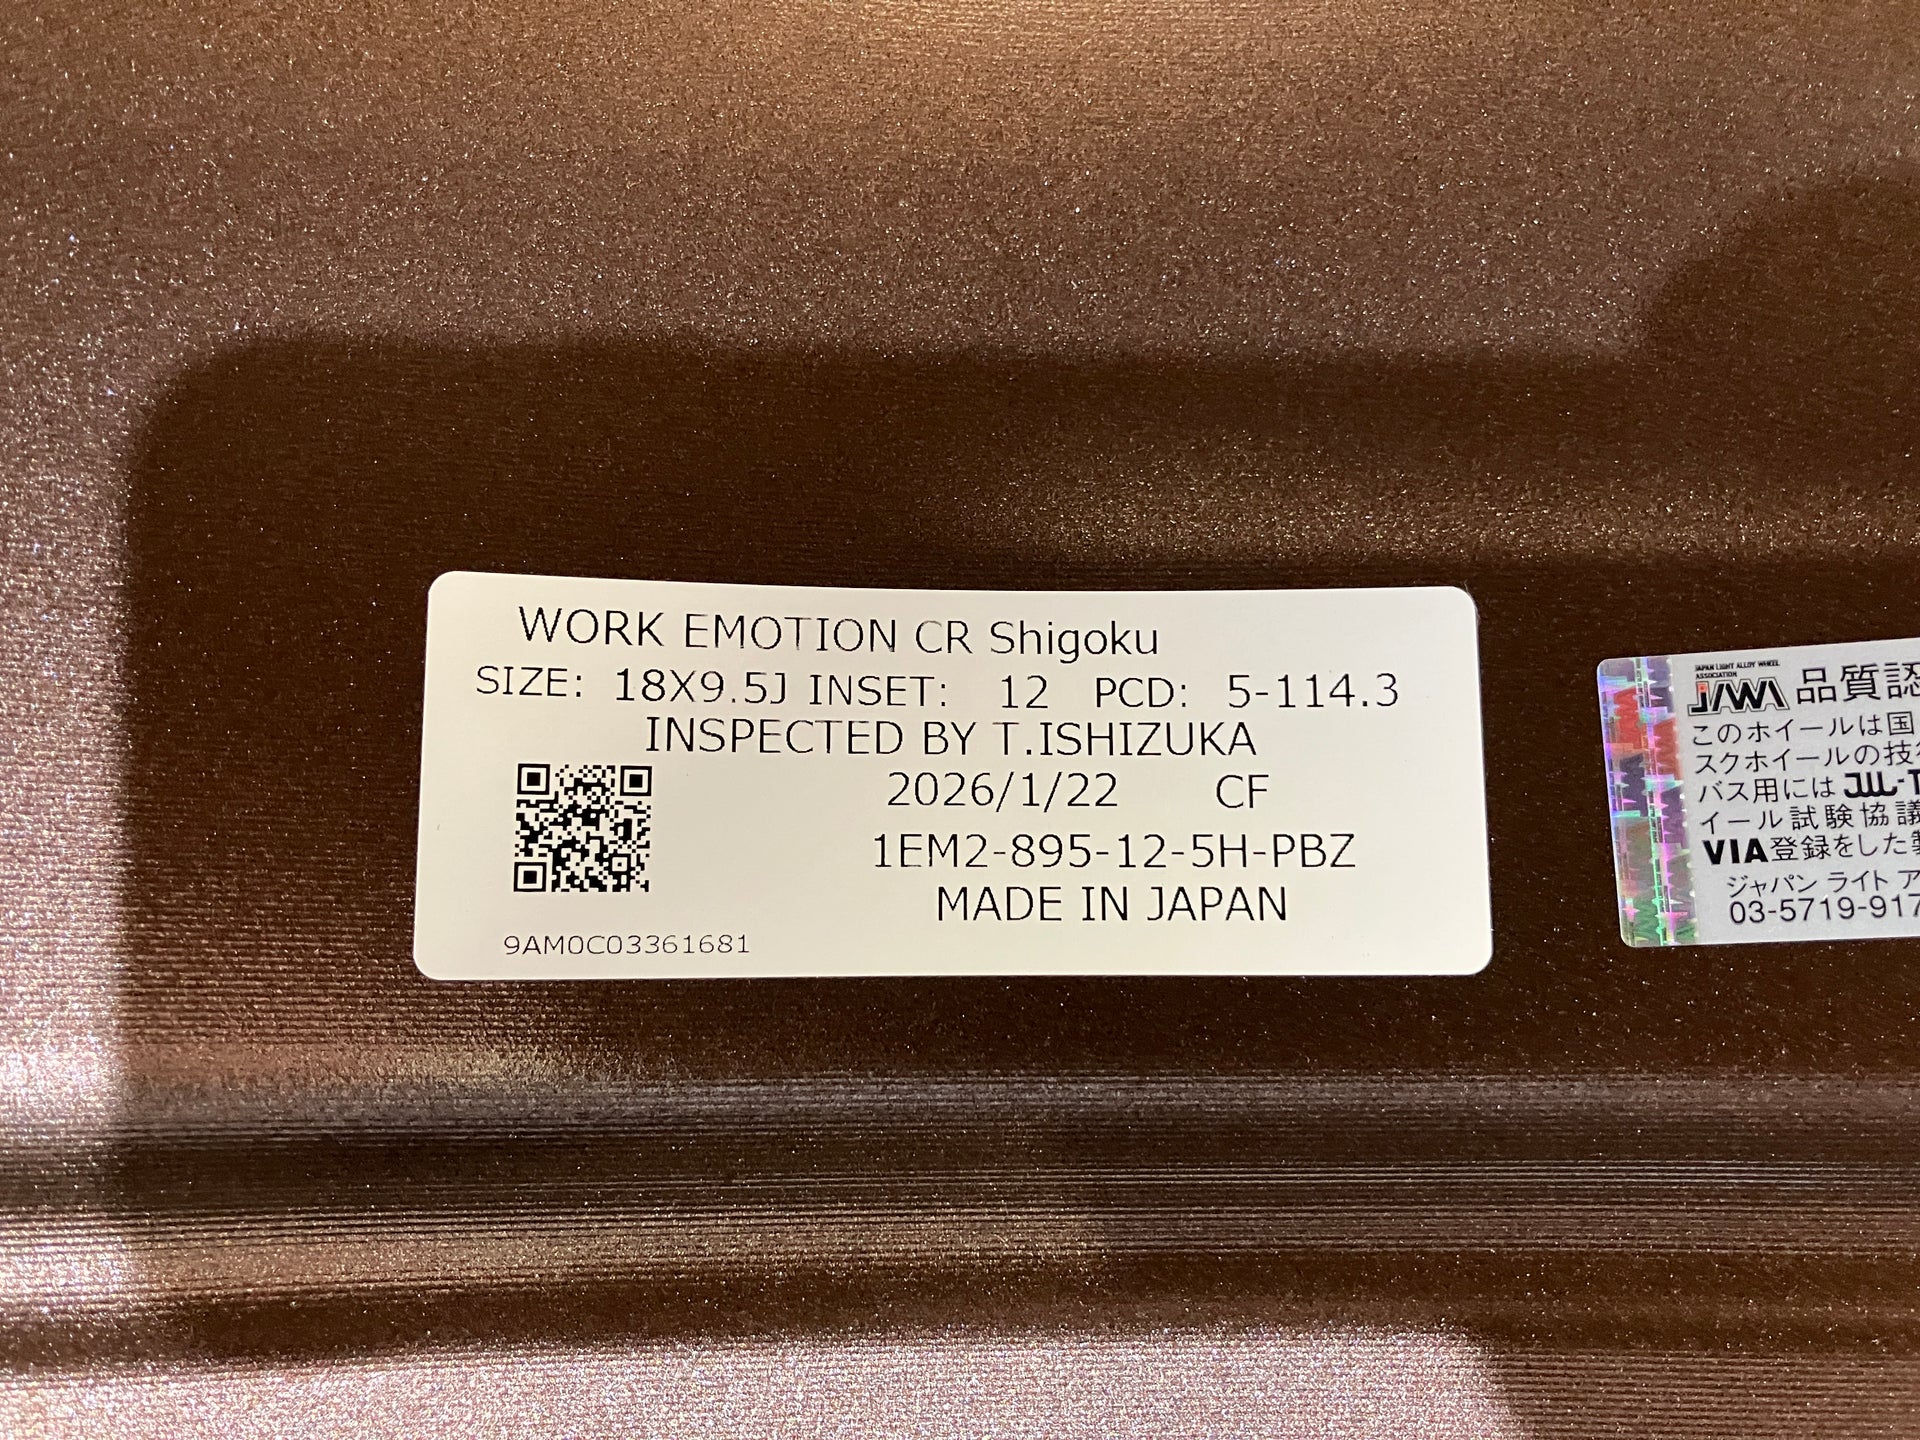 WORK EMOTION CR Shigoku
SIZE: 18X9.5J INSET: 12 PCD: 5-114.3
INSPECTED BY T.ISHIZUKA
2026/1/22 CF
1EM2-895-12-5H-PBZ
MADE IN JAPAN
9AM0C03361681
JAPAN LIGHT ALLOY WHEEL
ASSOCIATION
JAWA 品質認
このホイールは国
スクホイールの技
バス用には JWL-T
イール試験協議
VIA登録をした
ジャパン ライト ア
03-5719-917